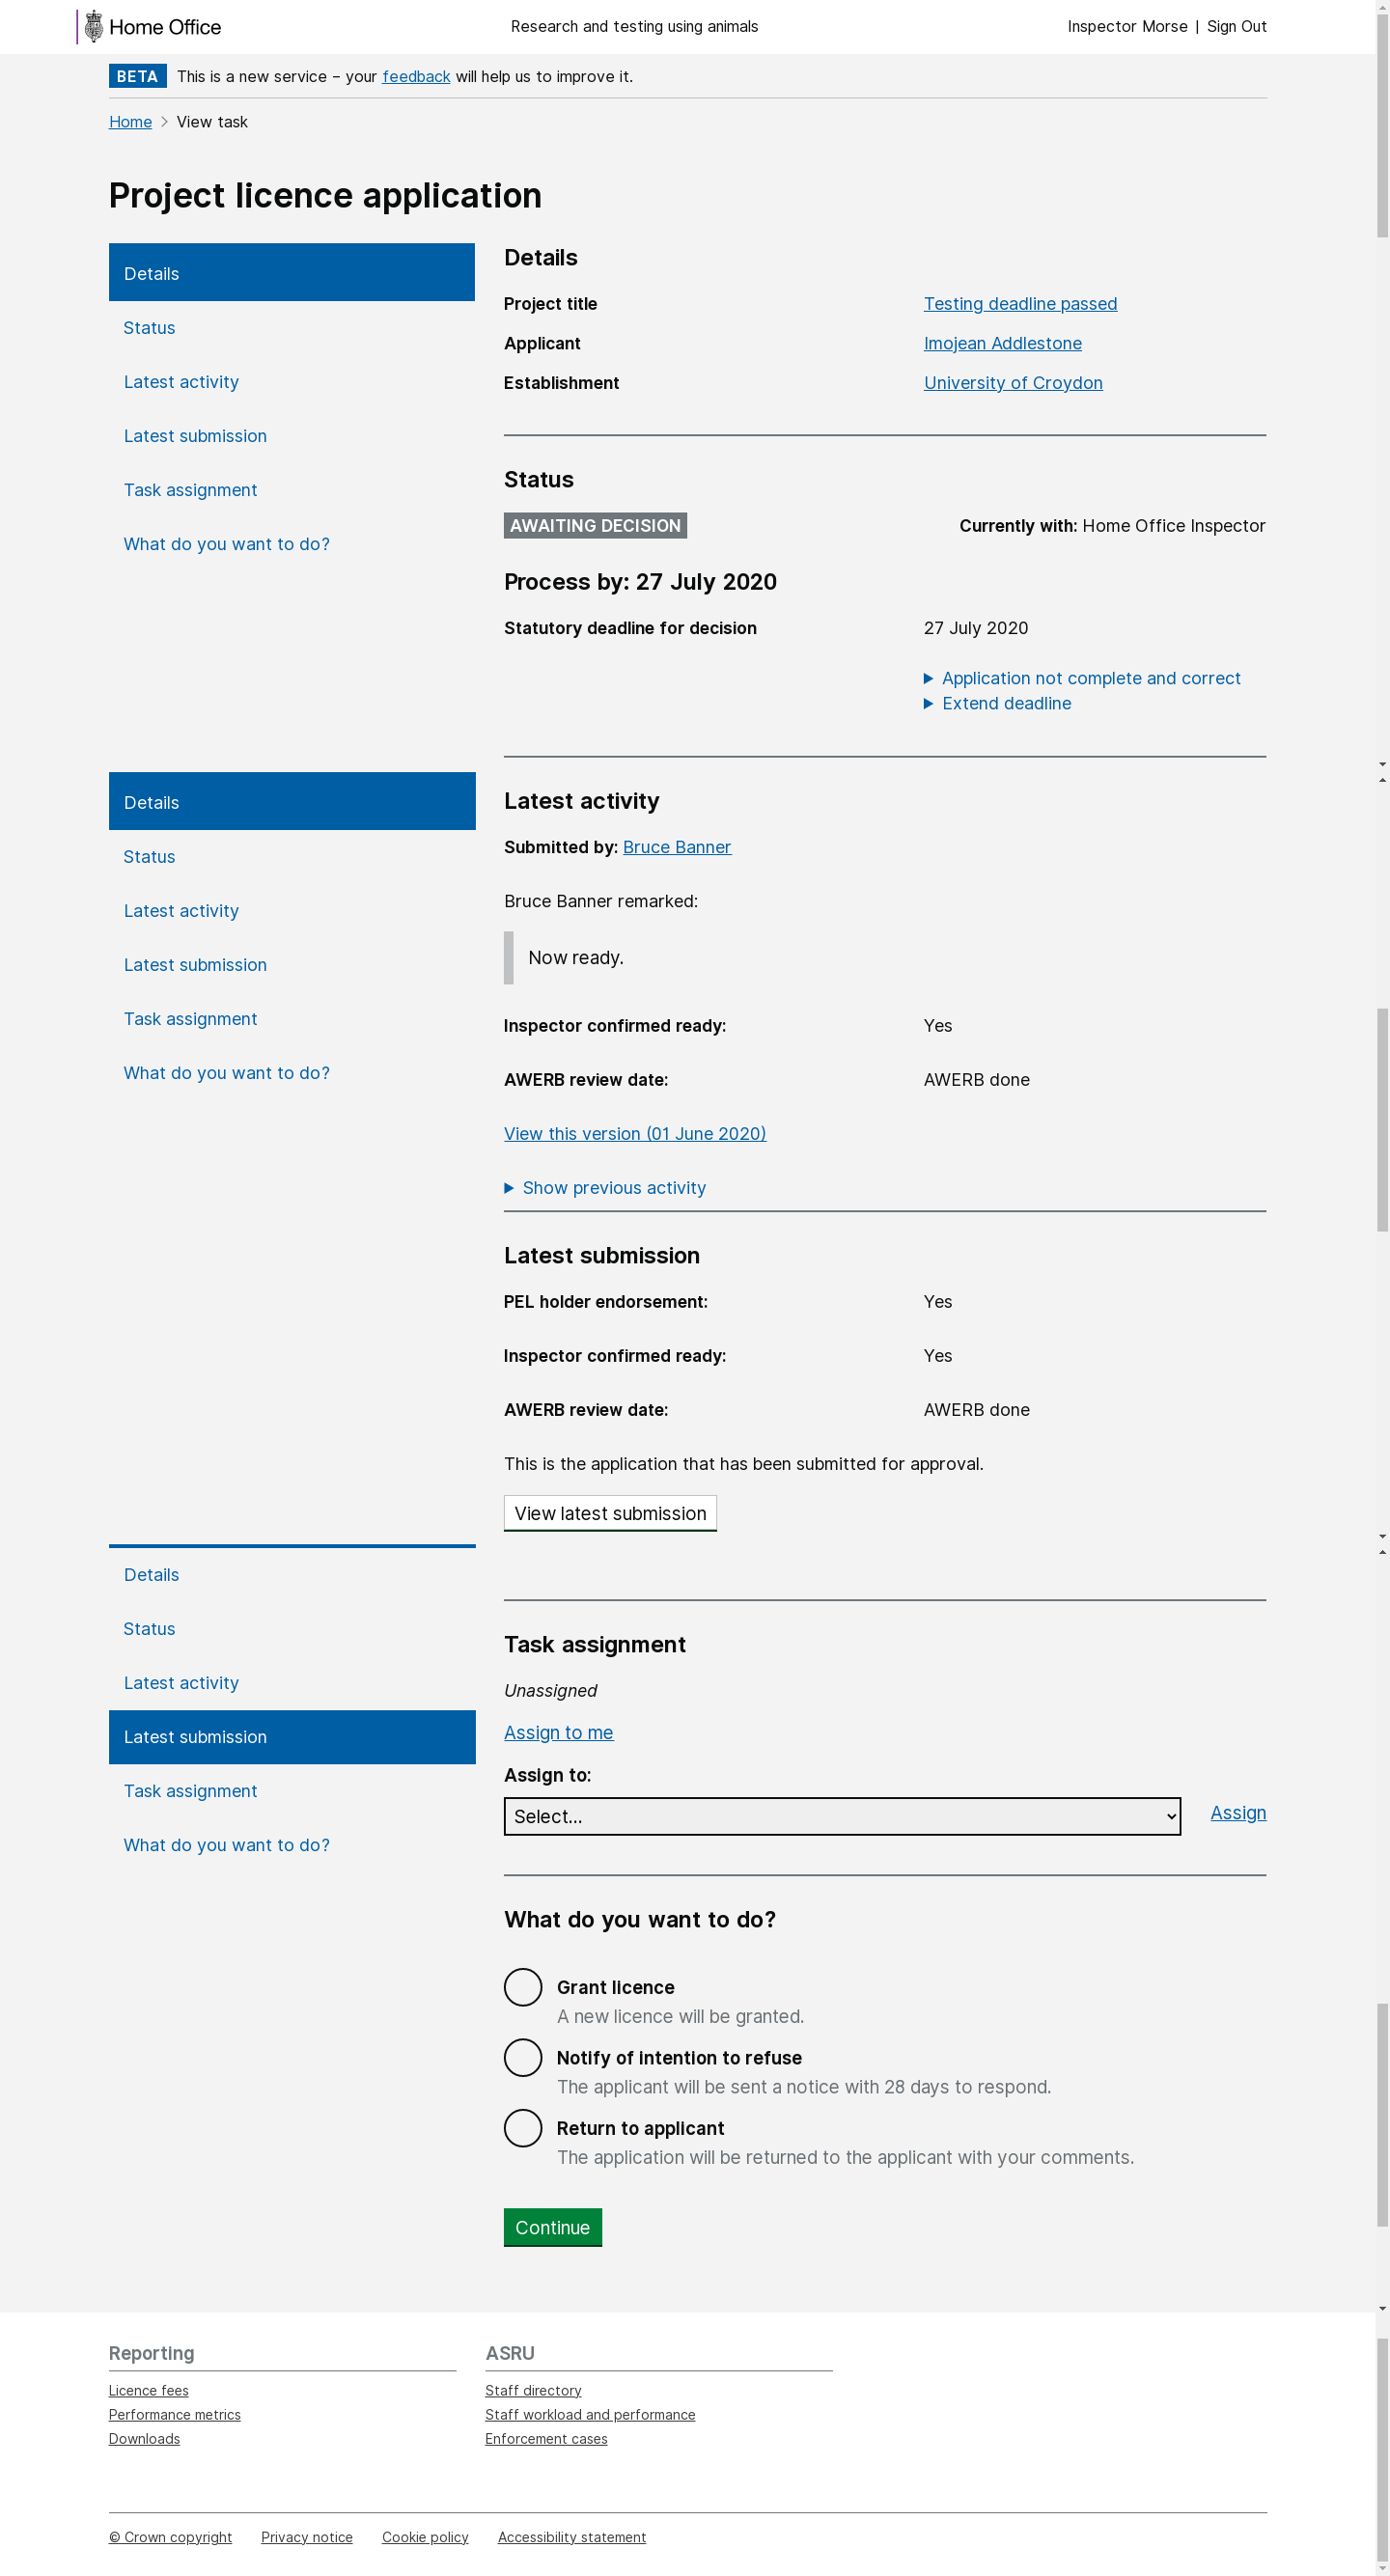 Home Office
Research and testing using animals
Inspector Morse | Sign Out
BETA This is a new service – your feedback will help us to improve it.
Home > View task
Project licence application
Details
Status
Latest activity
Latest submission
Task assignment
What do you want to do?
Details
Project title Testing deadline passed
Applicant Imojean Addlestone
Establishment University of Croydon
Status
AWAITING DECISION Currently with: Home Office Inspector
Process by: 27 July 2020
Statutory deadline for decision 27 July 2020
Application not complete and correct
Extend deadline
Details
Status
Latest activity
Latest submission
Task assignment
What do you want to do?
Latest activity
Submitted by: Bruce Banner
Bruce Banner remarked:
Now ready.
Inspector confirmed ready: Yes
AWERB review date: AWERB done
View this version (01 June 2020)
Show previous activity
Latest submission
PEL holder endorsement: Yes
Inspector confirmed ready: Yes
AWERB review date: AWERB done
This is the application that has been submitted for approval.
View latest submission
Details
Status
Latest activity
Latest submission
Task assignment
What do you want to do?
Task assignment
Unassigned
Assign to me
Assign to:
Select... Assign
What do you want to do?
Grant licence
A new licence will be granted.
Notify of intention to refuse
The applicant will be sent a notice with 28 days to respond.
Return to applicant
The application will be returned to the applicant with your comments.
Continue
Reporting
Licence fees
Performance metrics
Downloads
ASRU
Staff directory
Staff workload and performance
Enforcement cases
© Crown copyright Privacy notice Cookie policy Accessibility statement